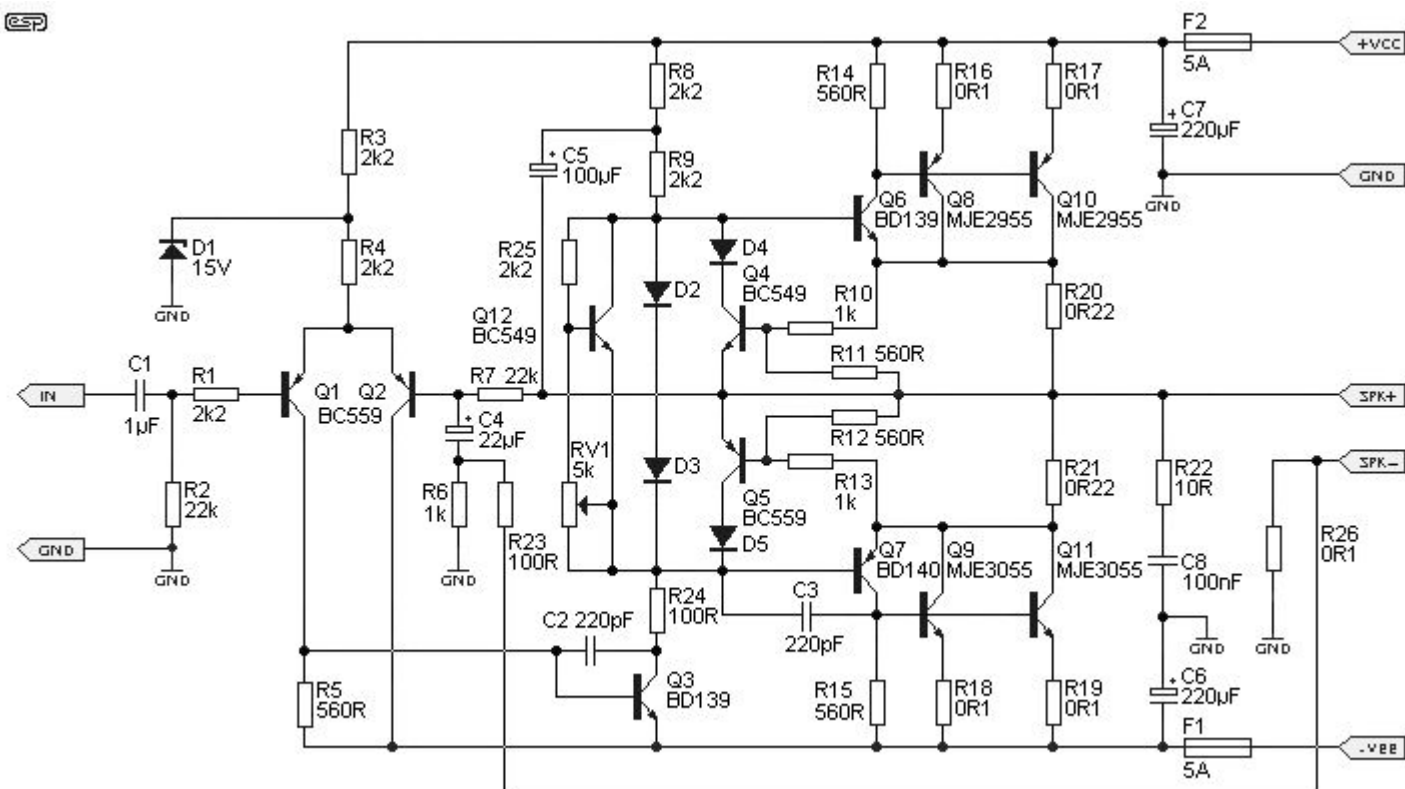 esp
F2
+VCC
5A
R8
2k2
R14
560R
R16
0R1
R17
0R1
C7
+
220µF
R3
2k2
C5
+
100µF
R9
2k2
GND
GND
Q6
BD139
Q8
MJE2955
Q10
MJE2955
D1
15V
GND
R4
2k2
R25
2k2
D4
Q4
BC549
D2
R10
1k
R20
0R22
Q12
BC549
R11 560R
C1
1µF
R1
2k2
IN
Q1
Q2
BC559
R7 22k
SPK+
C4
+
22µF
R12 560R
RV1
5k
D3
R13
1k
R21
0R22
R22
10R
SPK-
R2
22k
R6
1k
Q5
BC559
D5
R26
0R1
GND
GND
GND
R23
100R
Q7
BD140
Q9
MJE3055
Q11
MJE3055
C8
100nF
R24
100R
C3
220pF
C2 220pF
GND
GND
R5
560R
Q3
BD139
R15
560R
R18
0R1
R19
0R1
C6
+
220µF
F1
5A
-VEE